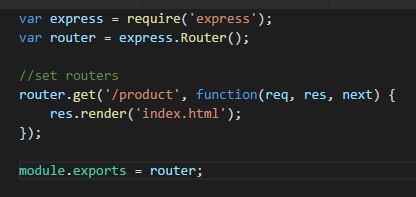 var express = require('express');
var router = express.Router();
//set routers
router.get('/product', function(req, res, next) {
    res.render('index.html');
});
module.exports = router;